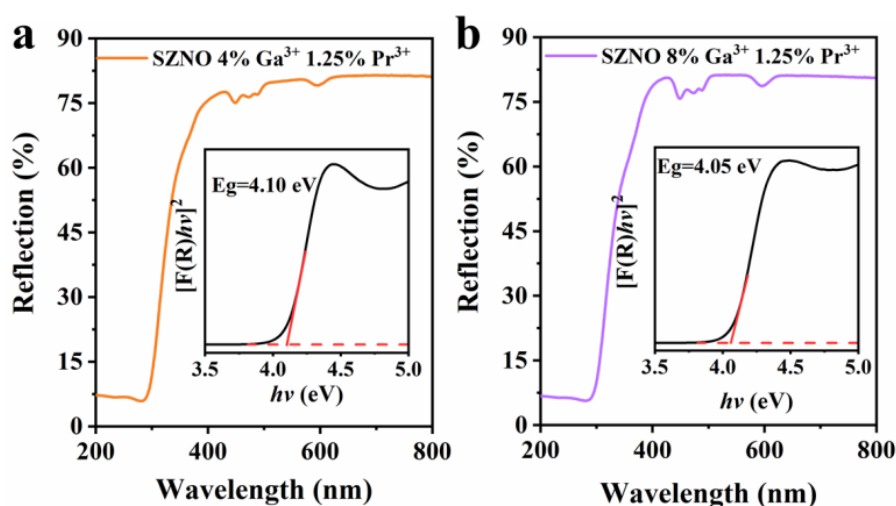 a
SZNO 4% Ga³⁺ 1.25% Pr³⁺
Reflection (%)
90
75
60
45
30
15
0
200
400
600
800
Wavelength (nm)
Eg=4.10 eV
[F(R)hν]²
3.5
4.0
4.5
5.0
hν (eV)
b
SZNO 8% Ga³⁺ 1.25% Pr³⁺
Reflection (%)
90
75
60
45
30
15
0
200
400
600
800
Wavelength (nm)
Eg=4.05 eV
[F(R)hν]²
3.5
4.0
4.5
5.0
hν (eV)